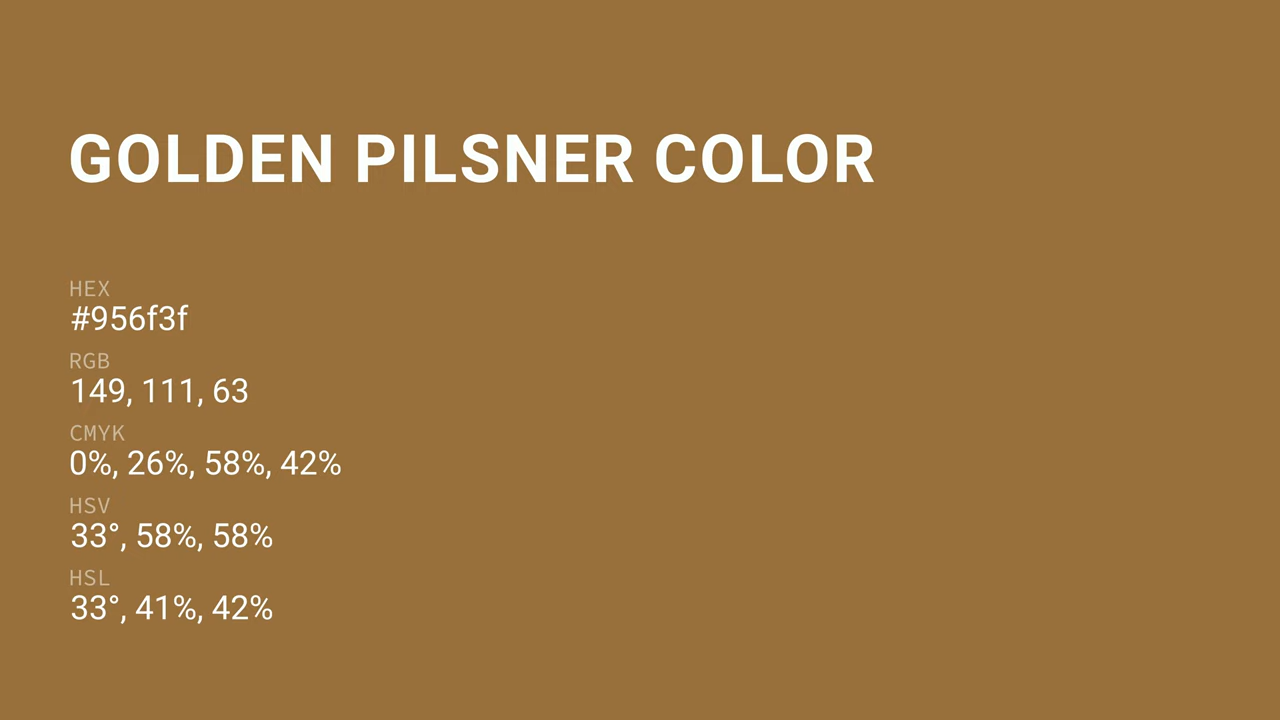 GOLDEN PILSNER COLOR
HEX
#956f3f
RGB
149, 111, 63
CMYK
0%, 26%, 58%, 42%
HSV
33°, 58%, 58%
HSL
33°, 41%, 42%